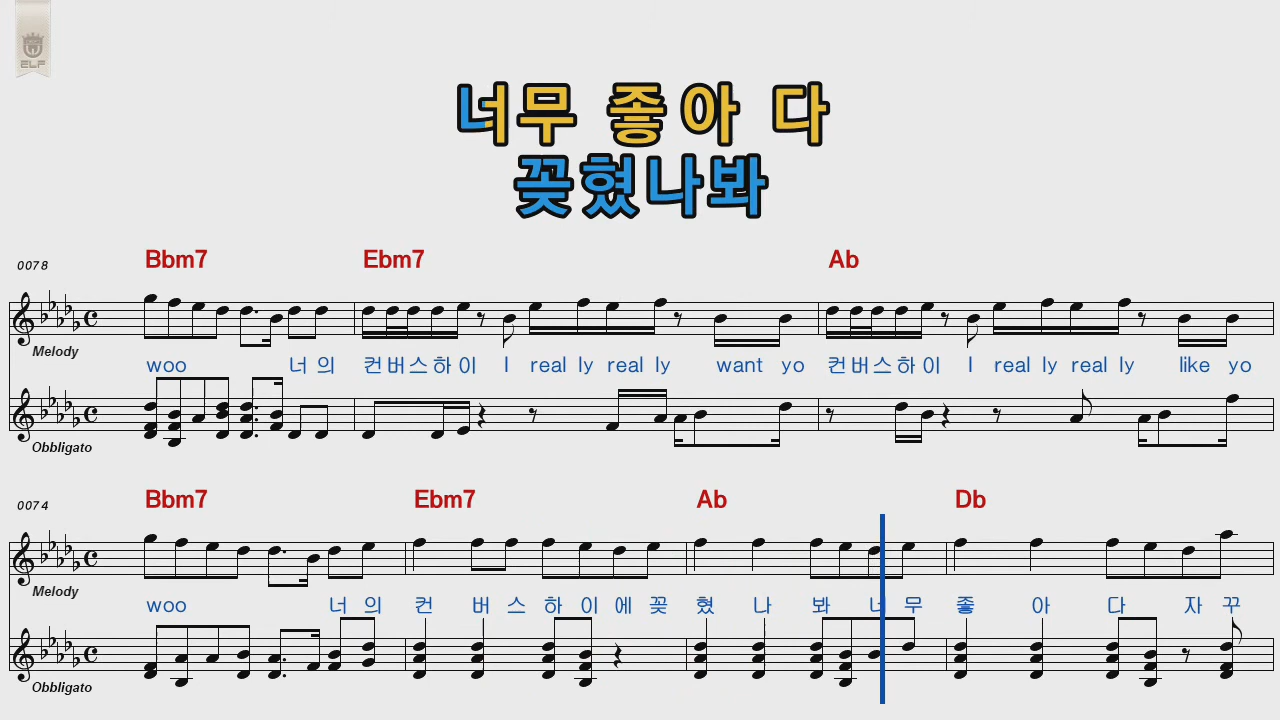 ELF
너무 좋아 다
꽂혔나봐
0078 Bbm7 Ebm7 Ab
Melody
woo 너 의 컨버스하이 I real ly real ly want yo 컨버스하이 I real ly real ly like yo
Obbligato
0074 Bbm7 Ebm7 Ab Db
Melody
woo 너 의 컨 버 스 하 이 에 꽂 혔 나 봐 너 무 좋 아 다 자 꾸
Obbligato